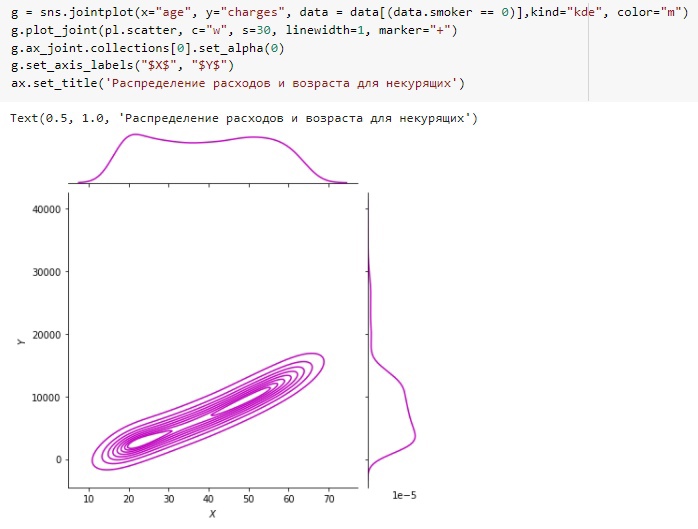 g = sns.jointplot(x="age", y="charges", data = data[(data.smoker == 0)],kind="kde", color="m")
g.plot_joint(pl.scatter, c="w", s=30, linewidth=1, marker="+")
g.ax_joint.collections[0].set_alpha(0)
g.set_axis_labels("$X$", "$Y$")
ax.set_title('Распределение расходов и возраста для некурящих')
Text(0.5, 1.0, 'Распределение расходов и возраста для некурящих')
40000
30000
20000
Y
10000
0
10 20 30 40 50 60 70
1e−5
X